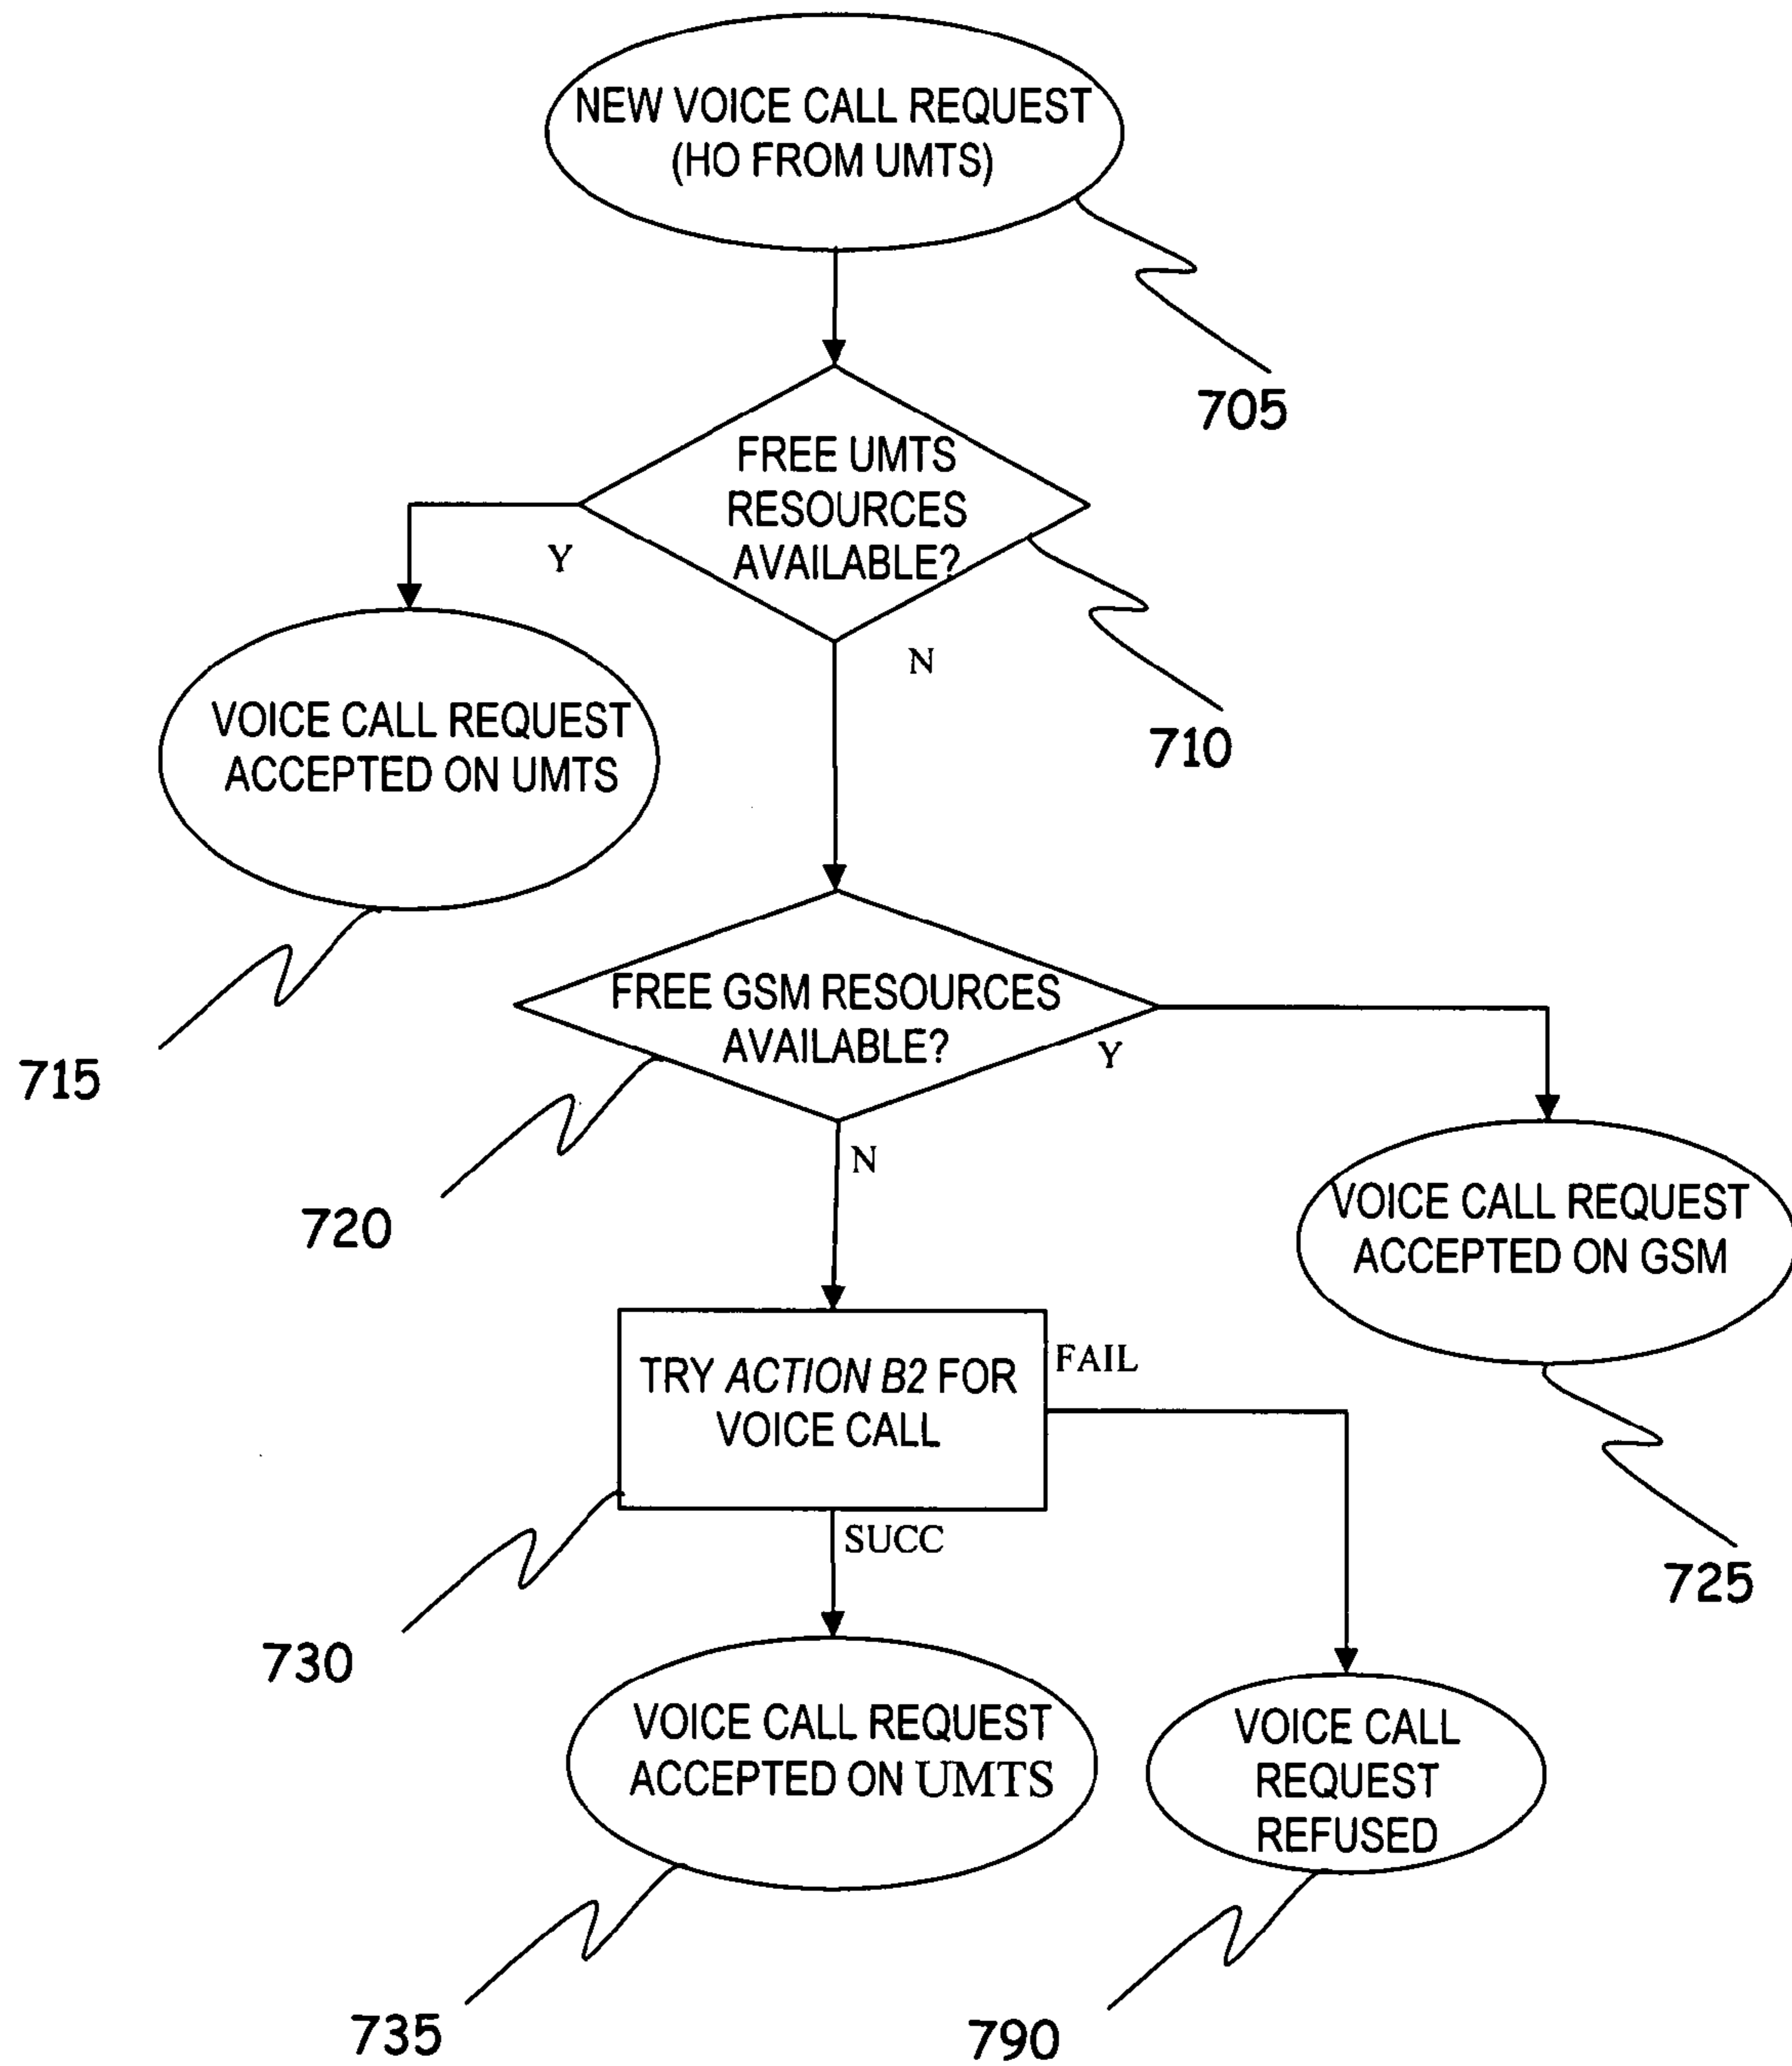 NEW VOICE CALL REQUEST
(HO FROM UMTS)
705
FREE UMTS
RESOURCES
AVAILABLE?
Y
N
710
VOICE CALL REQUEST
ACCEPTED ON UMTS
715
FREE GSM RESOURCES
AVAILABLE?
Y
N
720
VOICE CALL REQUEST
ACCEPTED ON GSM
725
TRY ACTION B2 FOR
VOICE CALL
FAIL
SUCC
730
VOICE CALL REQUEST
ACCEPTED ON UMTS
735
VOICE CALL
REQUEST
REFUSED
790